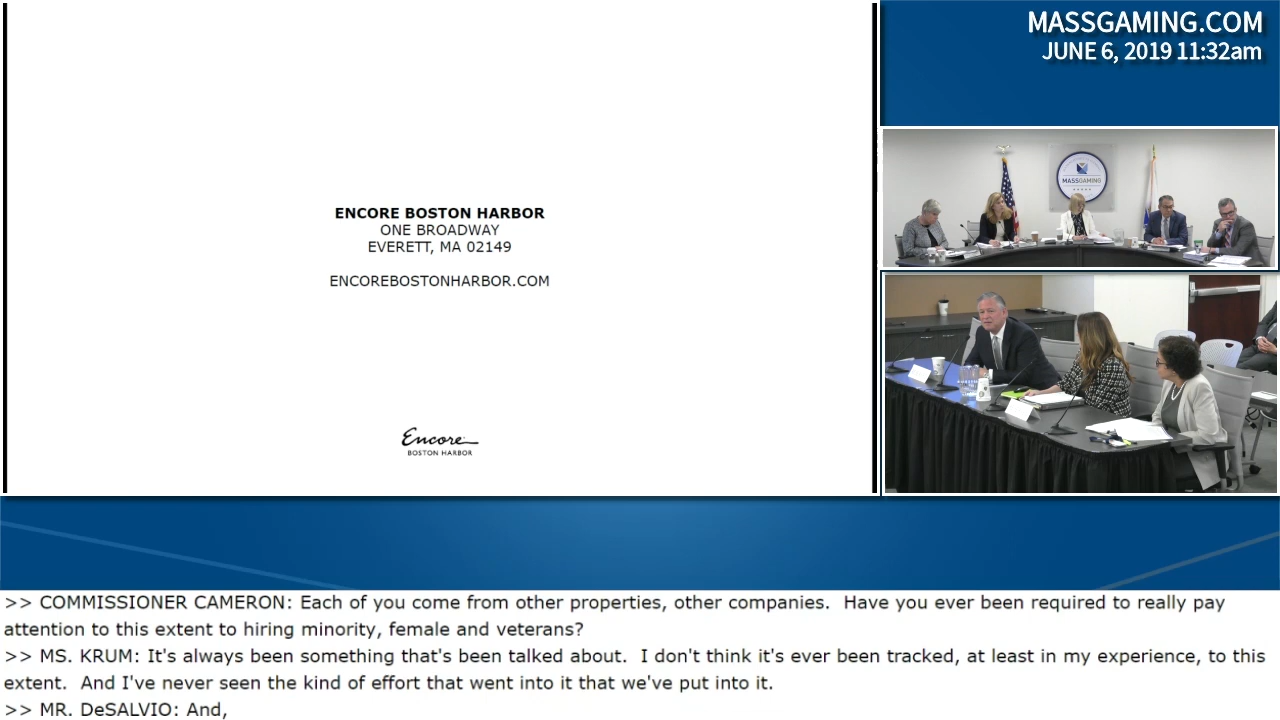 MASSGAMING.COM
JUNE 6, 2019 11:32am
ENCORE BOSTON HARBOR
ONE BROADWAY
EVERETT, MA 02149
ENCOREBOSTONHARBOR.COM
Encore
BOSTON HARBOR
MASSGAMING
>> COMMISSIONER CAMERON: Each of you come from other properties, other companies.  Have you ever been required to really pay
attention to this extent to hiring minority, female and veterans?
>> MS. KRUM: It's always been something that's been talked about.  I don't think it's ever been tracked, at least in my experience, to this
extent.  And I've never seen the kind of effort that went into it that we've put into it.
>> MR. DeSALVIO: And,